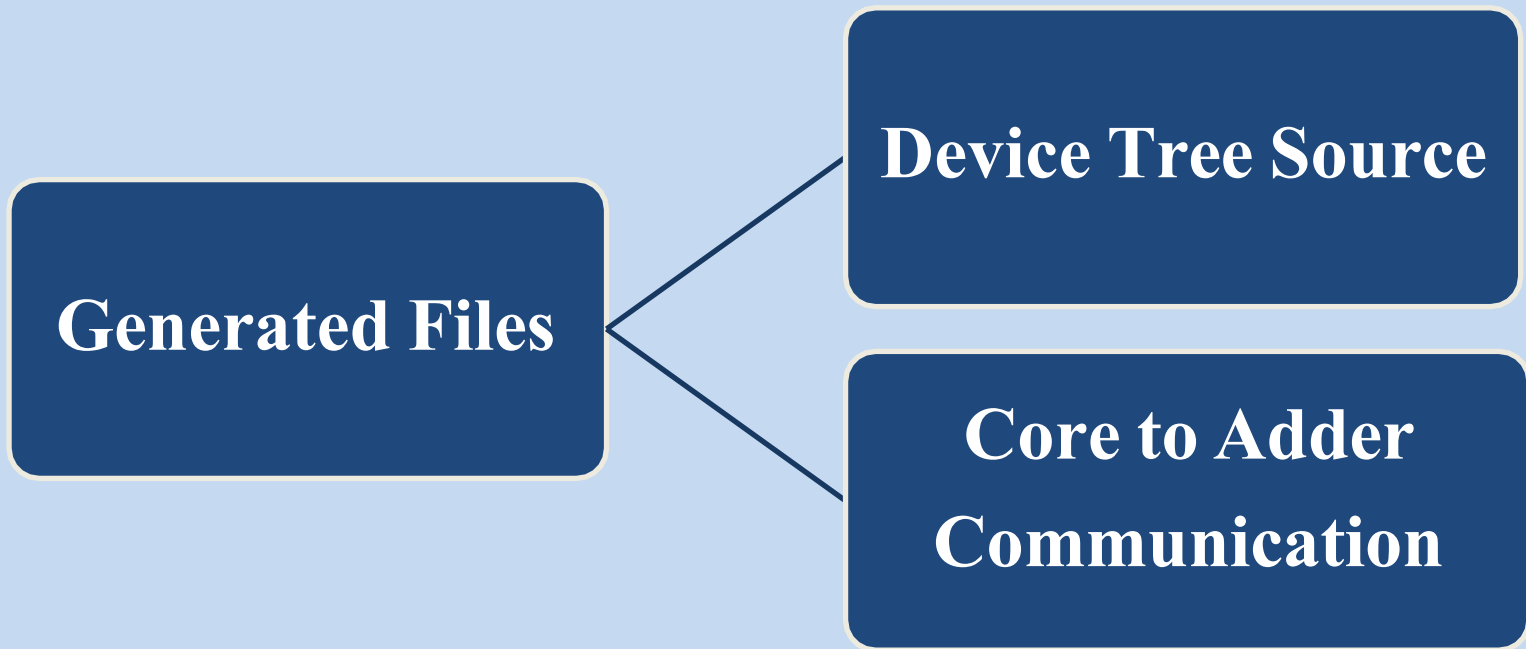 Device Tree Source
Generated Files
Core to Adder
Communication